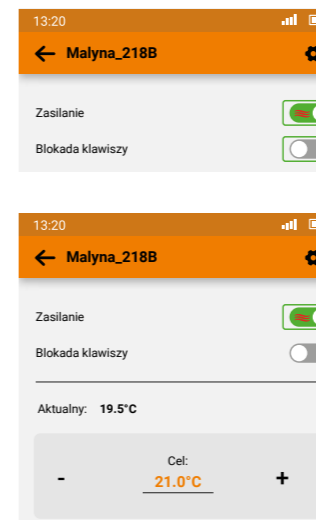 13:20
Malyna_218B
Zasilanie
Blokada klawiszy
13:20
Malyna_218B
Zasilanie
Blokada klawiszy
Aktualny: 19.5°C
Cel:
- 21.0°C +